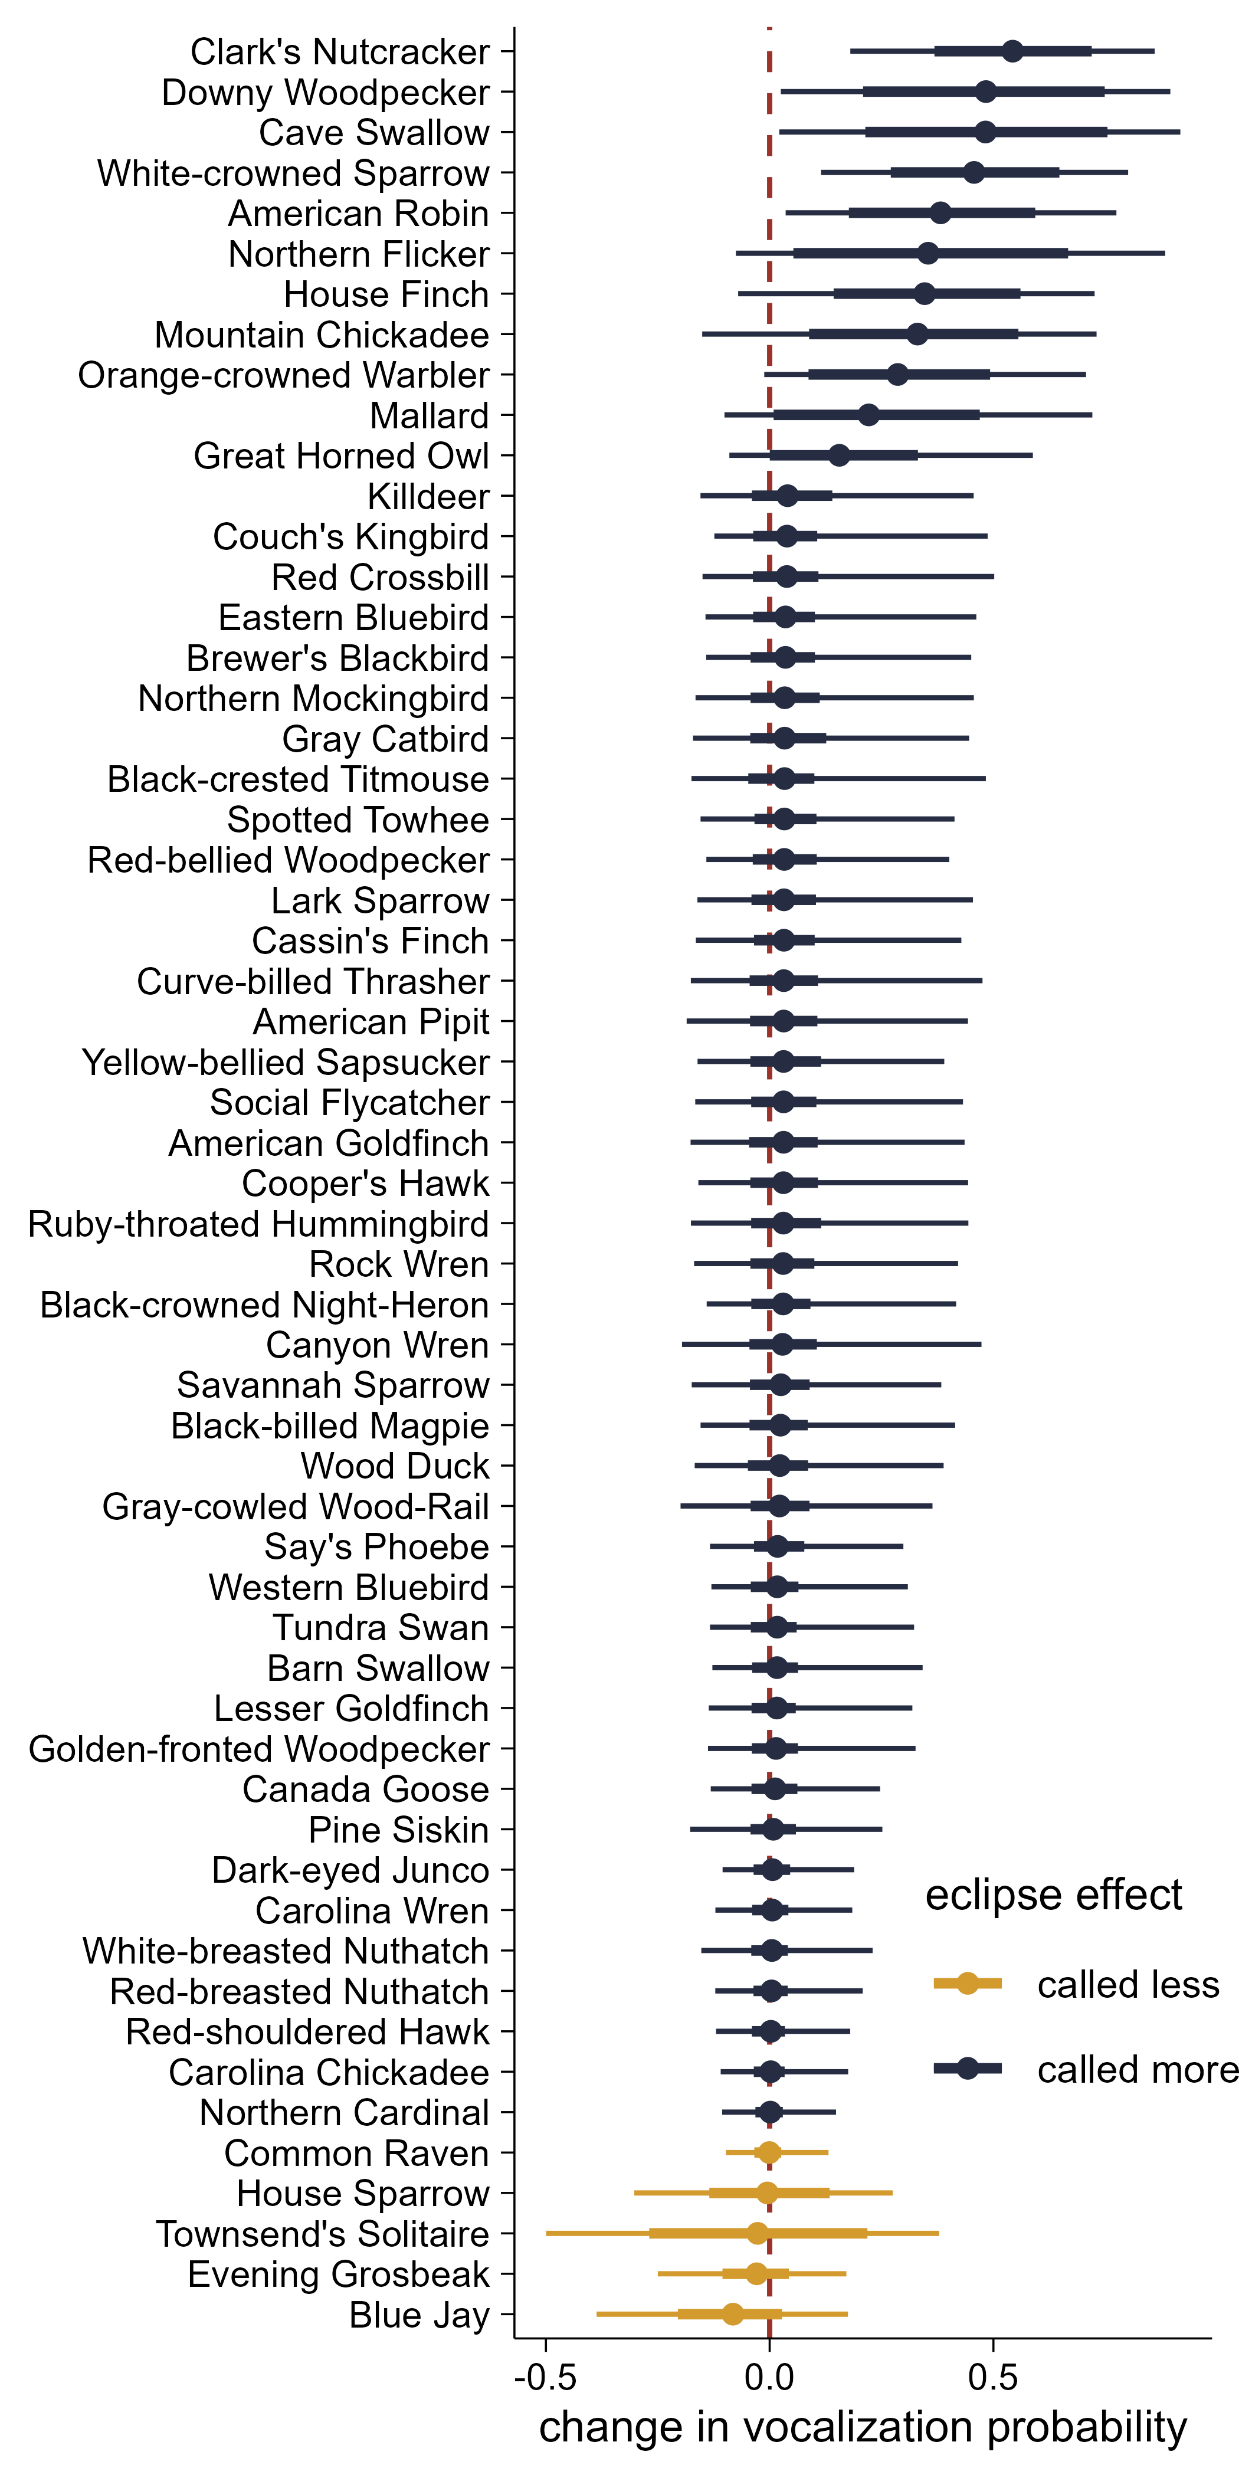 Clark's Nutcracker
Downy Woodpecker
Cave Swallow
White-crowned Sparrow
American Robin
Northern Flicker
House Finch
Mountain Chickadee
Orange-crowned Warbler
Mallard
Great Horned Owl
Killdeer
Couch's Kingbird
Red Crossbill
Eastern Bluebird
Brewer's Blackbird
Northern Mockingbird
Gray Catbird
Black-crested Titmouse
Spotted Towhee
Red-bellied Woodpecker
Lark Sparrow
Cassin's Finch
Curve-billed Thrasher
American Pipit
Yellow-bellied Sapsucker
Social Flycatcher
American Goldfinch
Cooper's Hawk
Ruby-throated Hummingbird
Rock Wren
Black-crowned Night-Heron
Canyon Wren
Savannah Sparrow
Black-billed Magpie
Wood Duck
Gray-cowled Wood-Rail
Say's Phoebe
Western Bluebird
Tundra Swan
Barn Swallow
Lesser Goldfinch
Golden-fronted Woodpecker
Canada Goose
Pine Siskin
Dark-eyed Junco
Carolina Wren
White-breasted Nuthatch
Red-breasted Nuthatch
Red-shouldered Hawk
Carolina Chickadee
Northern Cardinal
Common Raven
House Sparrow
Townsend's Solitaire
Evening Grosbeak
Blue Jay
eclipse effect
called less
called more
-0.5 0.0 0.5
change in vocalization probability